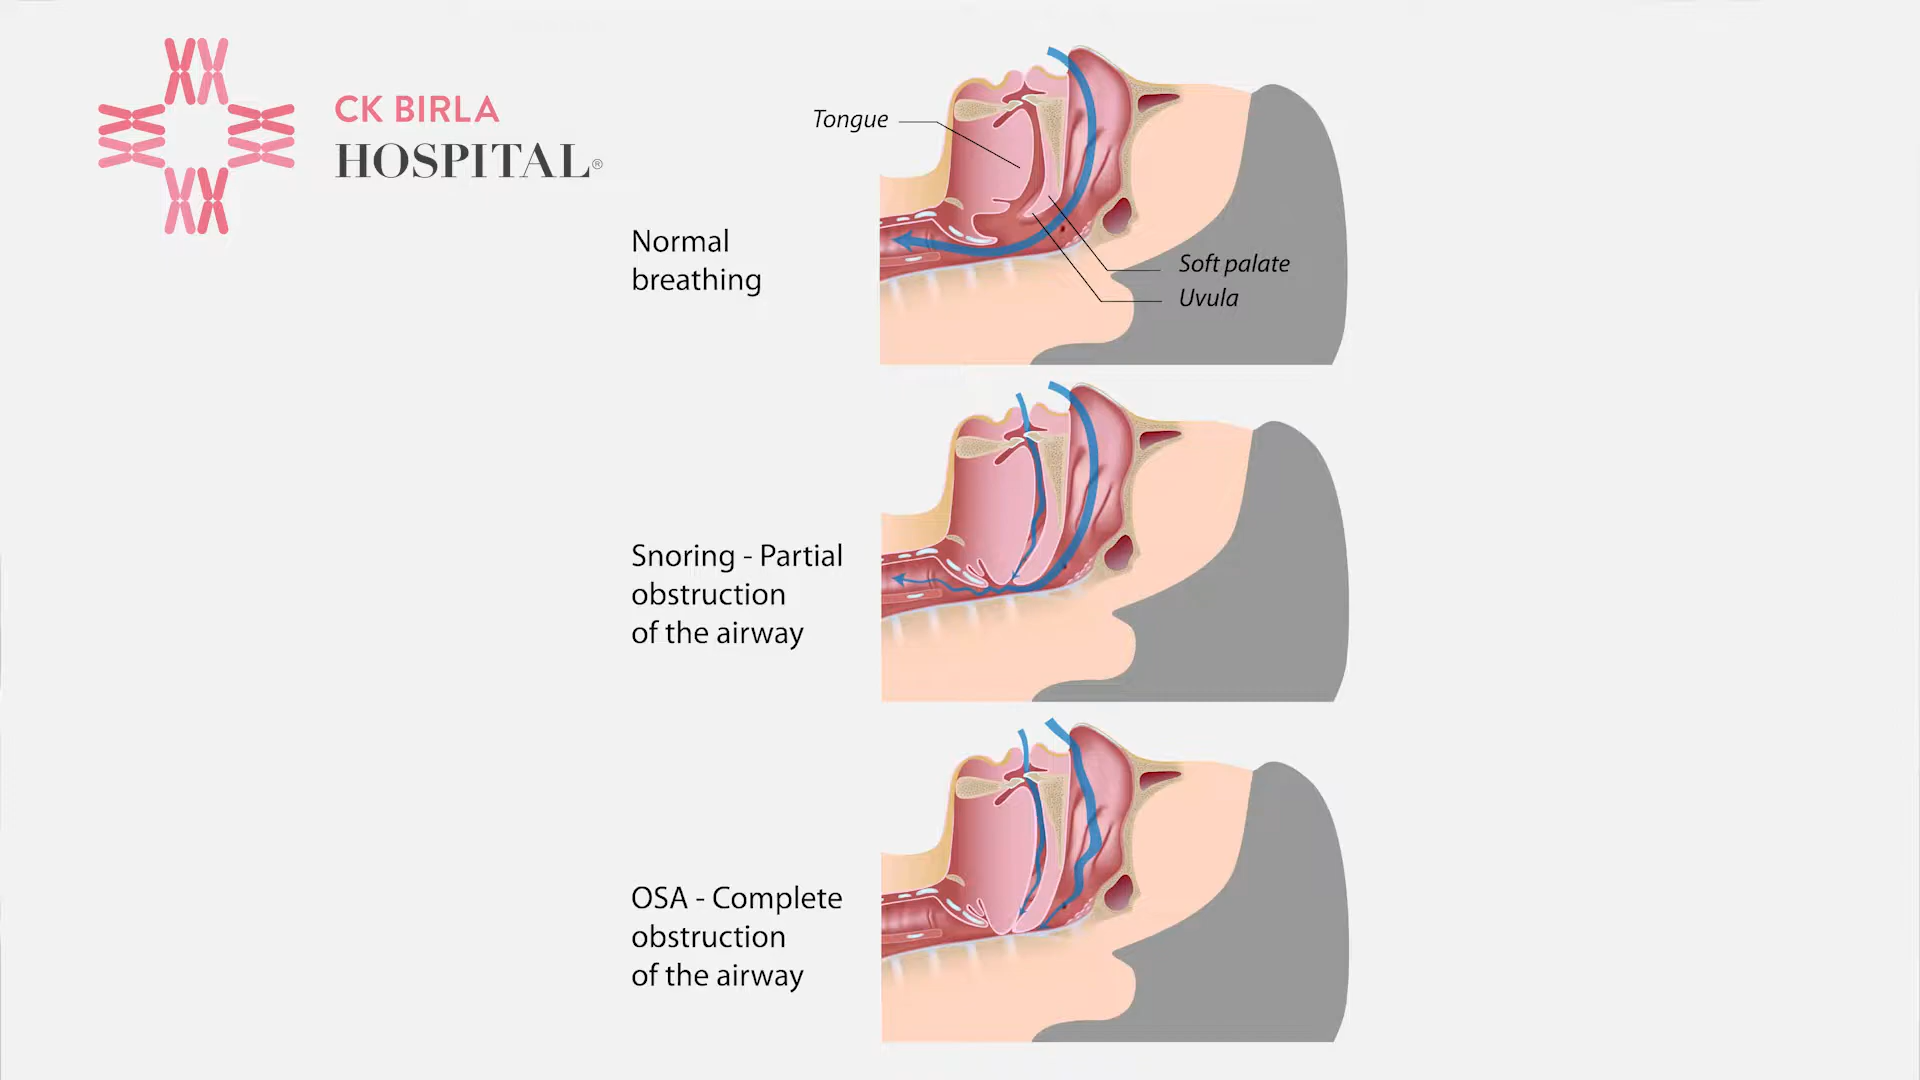 CK BIRLA
HOSPITAL®
Tongue
Normal
breathing
Soft palate
Uvula
Snoring - Partial
obstruction
of the airway
OSA - Complete
obstruction
of the airway